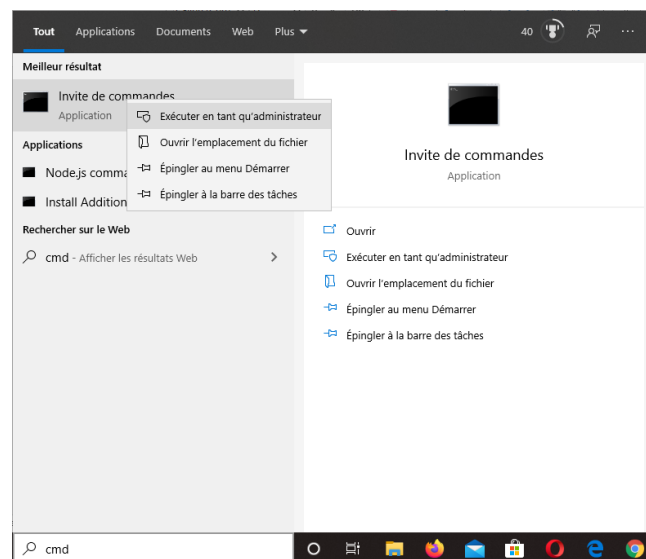 Tout Applications Documents Web Plus 40
Meilleur résultat
Invite de commandes
Application
Exécuter en tant qu'administrateur
Ouvrir l'emplacement du fichier
Épingler au menu Démarrer
Épingler à la barre des tâches
Applications
Node.js comma
Install Addition
Rechercher sur le Web
cmd - Afficher les résultats Web
Invite de commandes
Application
Ouvrir
Exécuter en tant qu'administrateur
Ouvrir l'emplacement du fichier
Épingler au menu Démarrer
Épingler à la barre des tâches
cmd